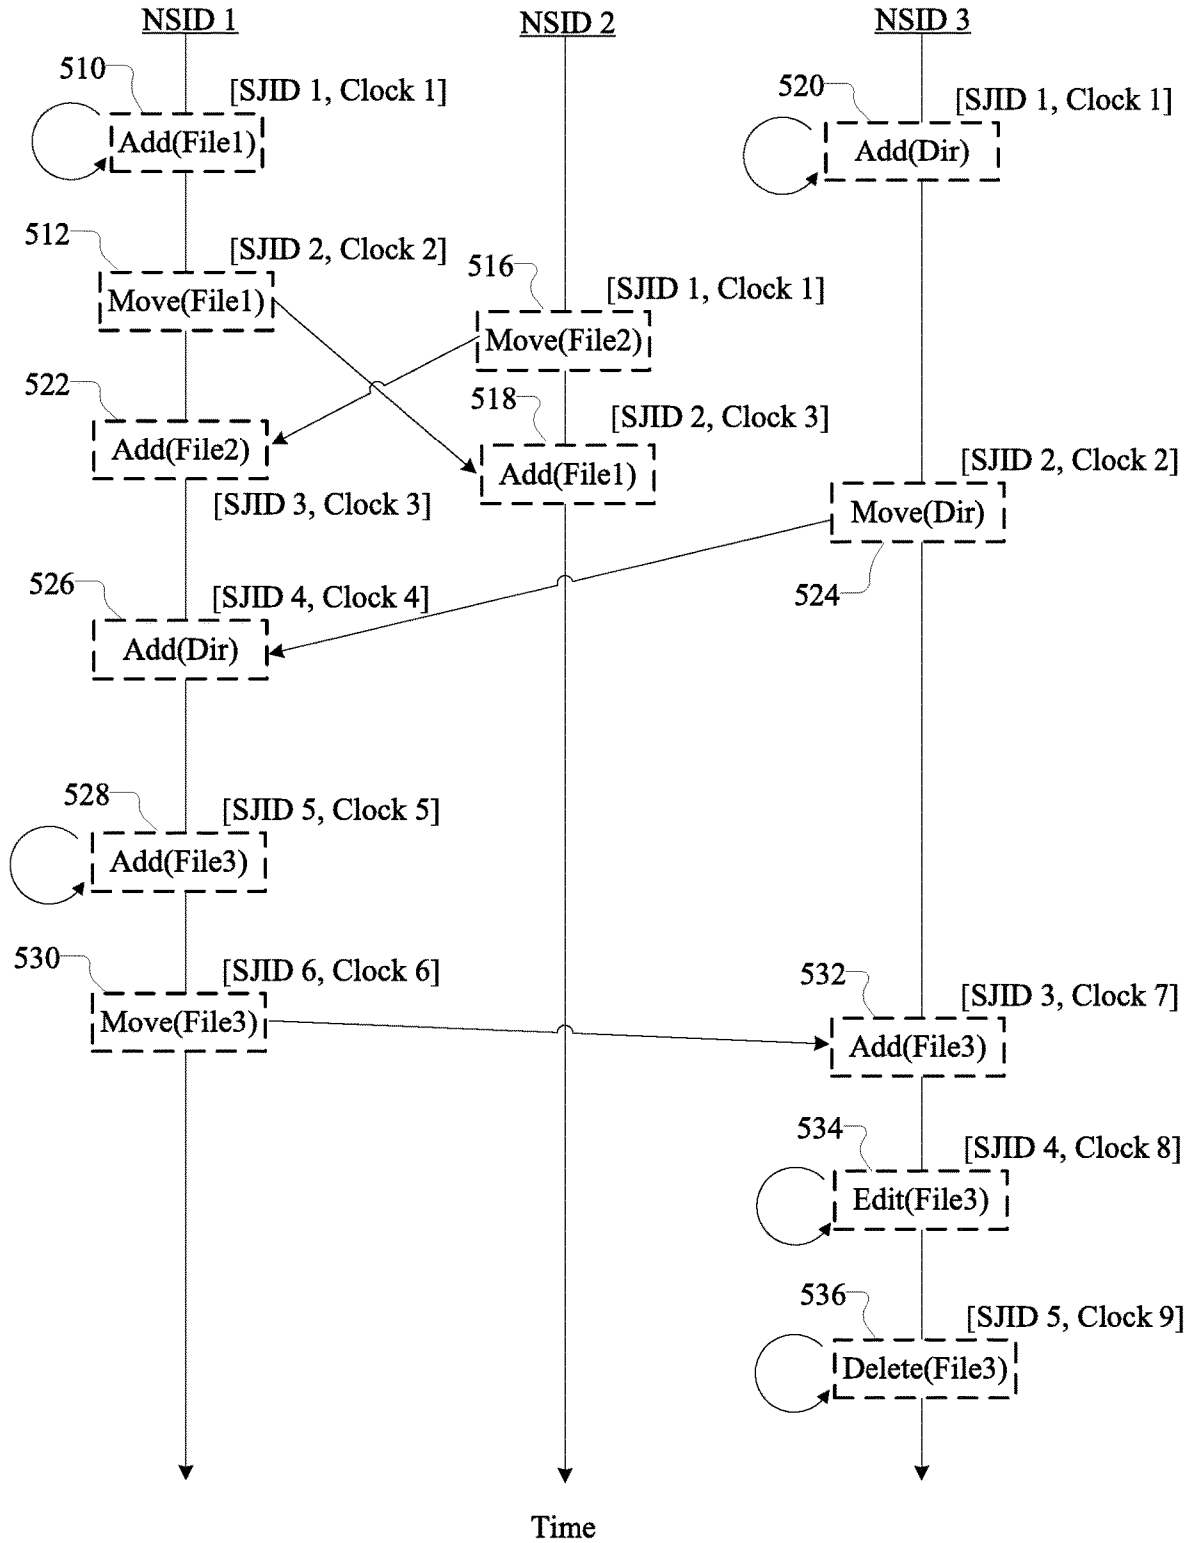 NSID 1
NSID 2
NSID 3
510
[SJID 1, Clock 1]
Add(File1)
520
[SJID 1, Clock 1]
Add(Dir)
512
[SJID 2, Clock 2]
Move(File1)
516
[SJID 1, Clock 1]
Move(File2)
522
Add(File2)
[SJID 3, Clock 3]
518
[SJID 2, Clock 3]
Add(File1)
[SJID 2, Clock 2]
Move(Dir)
524
526
[SJID 4, Clock 4]
Add(Dir)
528
[SJID 5, Clock 5]
Add(File3)
530
[SJID 6, Clock 6]
Move(File3)
532
[SJID 3, Clock 7]
Add(File3)
534
[SJID 4, Clock 8]
Edit(File3)
536
[SJID 5, Clock 9]
Delete(File3)
Time